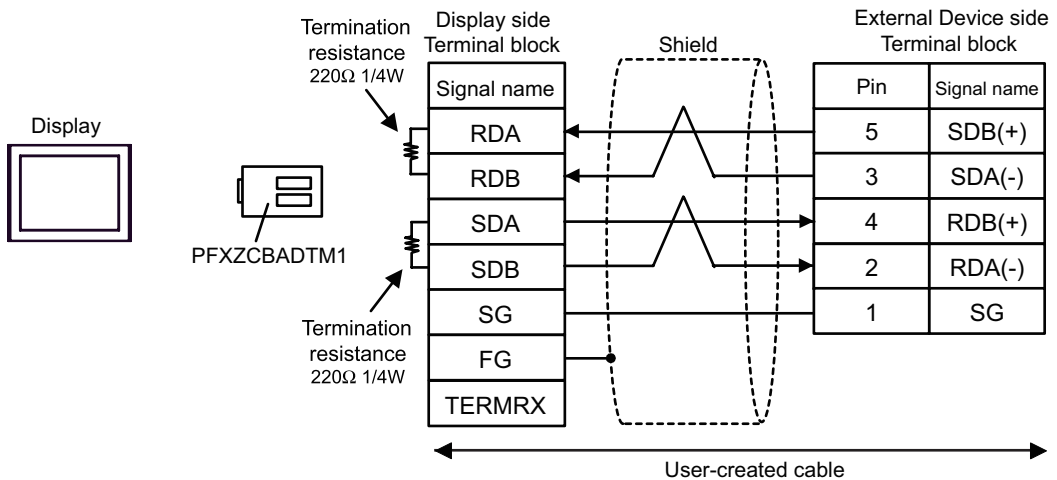 Termination
resistance
220Ω 1/4W
Display side
Terminal block
Shield
External Device side
Terminal block
Display
PFXZCBADTM1
Signal name
RDA
RDB
SDA
SDB
SG
FG
TERMRX
Pin Signal name
5 SDB(+)
3 SDA(-)
4 RDB(+)
2 RDA(-)
1 SG
Termination
resistance
220Ω 1/4W
User-created cable